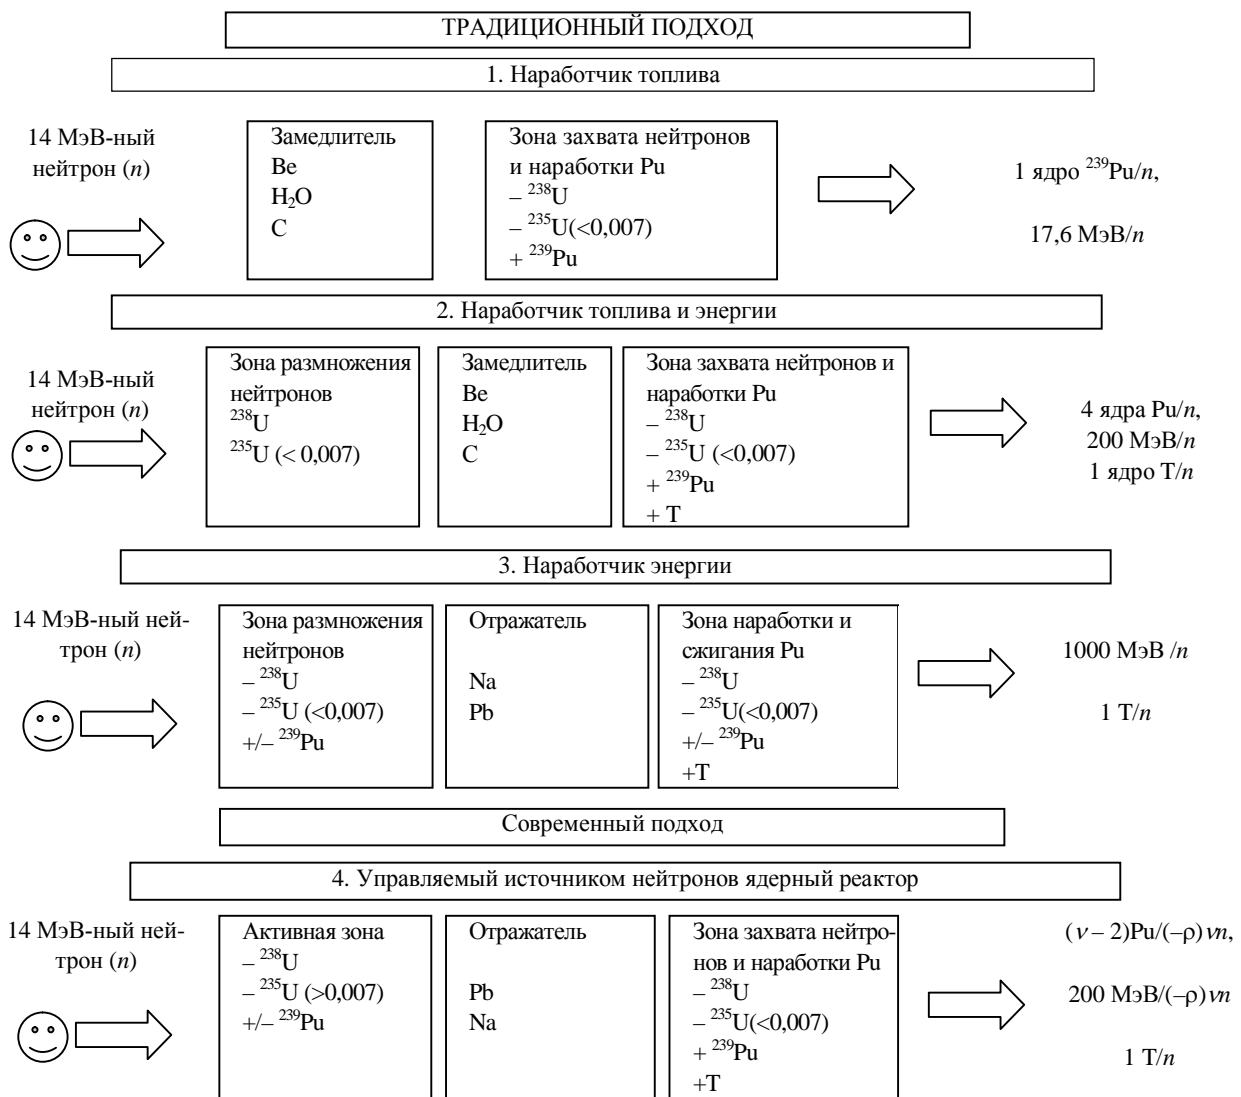 ТРАДИЦИОННЫЙ ПОДХОД
1. Наработчик топлива
14 МэВ-ный
нейтрон (n)
Замедлитель
Be
H₂O
C
Зона захвата нейтронов
и наработки Pu
– ²³⁸U
– ²³⁵U(<0,007)
+ ²³⁹Pu
1 ядро ²³⁹Pu/n,
17,6 МэВ/n
2. Наработчик топлива и энергии
14 МэВ-ный
нейтрон (n)
Зона размножения
нейтронов
²³⁸U
²³⁵U (< 0,007)
Замедлитель
Be
H₂O
C
Зона захвата нейтронов и
наработки Pu
– ²³⁸U
– ²³⁵U (<0,007)
+ ²³⁹Pu
+ T
4 ядра Pu/n,
200 МэВ/n
1 ядро T/n
3. Наработчик энергии
14 МэВ-ный ней-
трон (n)
Зона размножения
нейтронов
– ²³⁸U
– ²³⁵U (<0,007)
+/– ²³⁹Pu
Отражатель
Na
Pb
Зона наработки и
сжигания Pu
– ²³⁸U
– ²³⁵U(<0,007)
+/– ²³⁹Pu
+T
1000 МэВ /n
1 T/n
Современный подход
4. Управляемый источником нейтронов ядерный реактор
14 МэВ-ный ней-
трон (n)
Активная зона
– ²³⁸U
– ²³⁵U (>0,007)
+/– ²³⁹Pu
Отражатель
Pb
Na
Зона захвата нейтро-
нов и наработки Pu
– ²³⁸U
– ²³⁵U(<0,007)
+ ²³⁹Pu
+T
(ν – 2)Pu/(–ρ)νn,
200 МэВ/(–ρ)νn
1 T/n